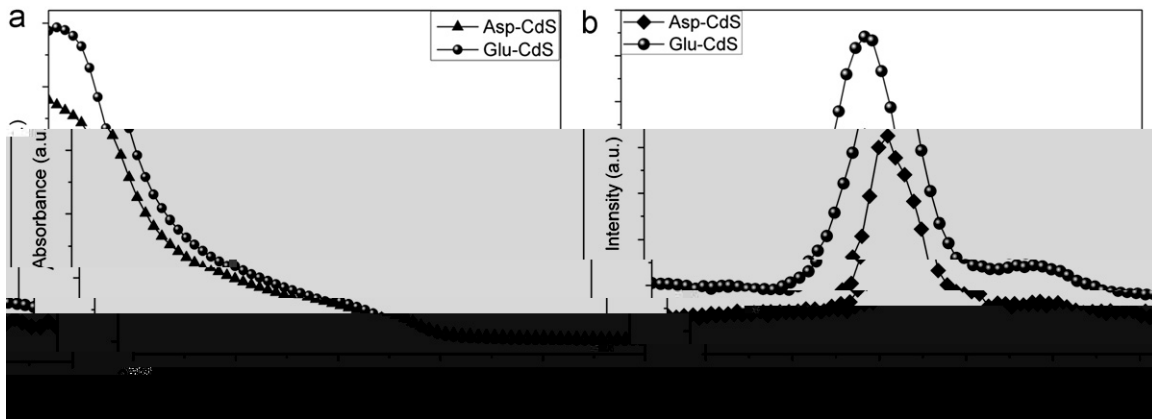 a
Asp-CdS
Glu-CdS
Absorbance (a.u.
b
Asp-CdS
Glu-CdS
Intensity (a.u.)